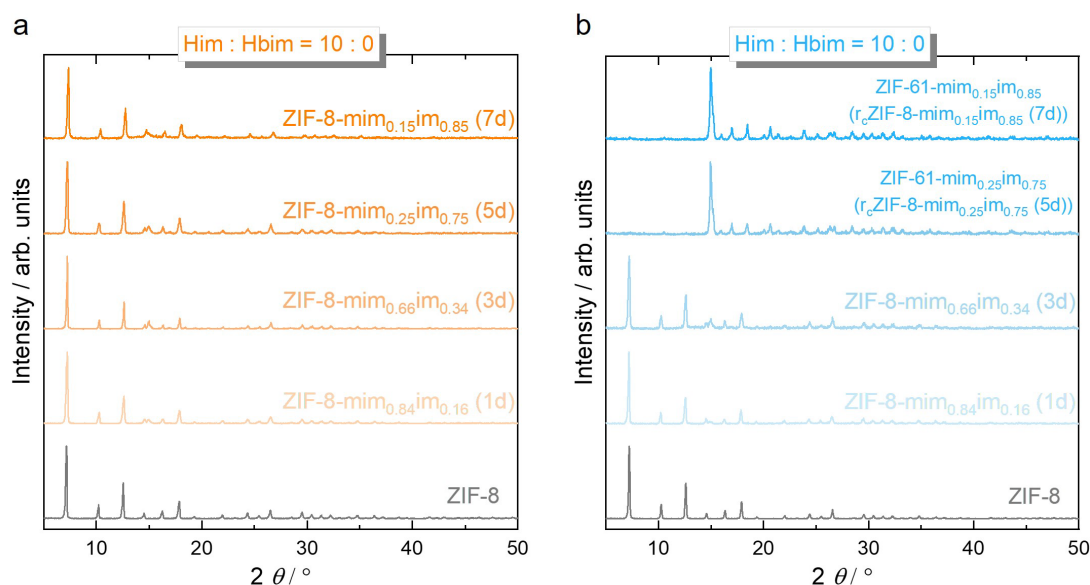 a
Him : Hbim = 10 : 0
ZIF-8-mim0.15im0.85 (7d)
ZIF-8-mim0.25im0.75 (5d)
ZIF-8-mim0.66im0.34 (3d)
ZIF-8-mim0.84im0.16 (1d)
ZIF-8
Intensity / arb. units
10 20 30 40 50
2 θ / °
b
Him : Hbim = 10 : 0
ZIF-61-mim0.15im0.85
(rcZIF-8-mim0.15im0.85 (7d))
ZIF-61-mim0.25im0.75
(rcZIF-8-mim0.25im0.75 (5d))
ZIF-8-mim0.66im0.34 (3d)
ZIF-8-mim0.84im0.16 (1d)
ZIF-8
Intensity / arb. units
10 20 30 40 50
2 θ / °